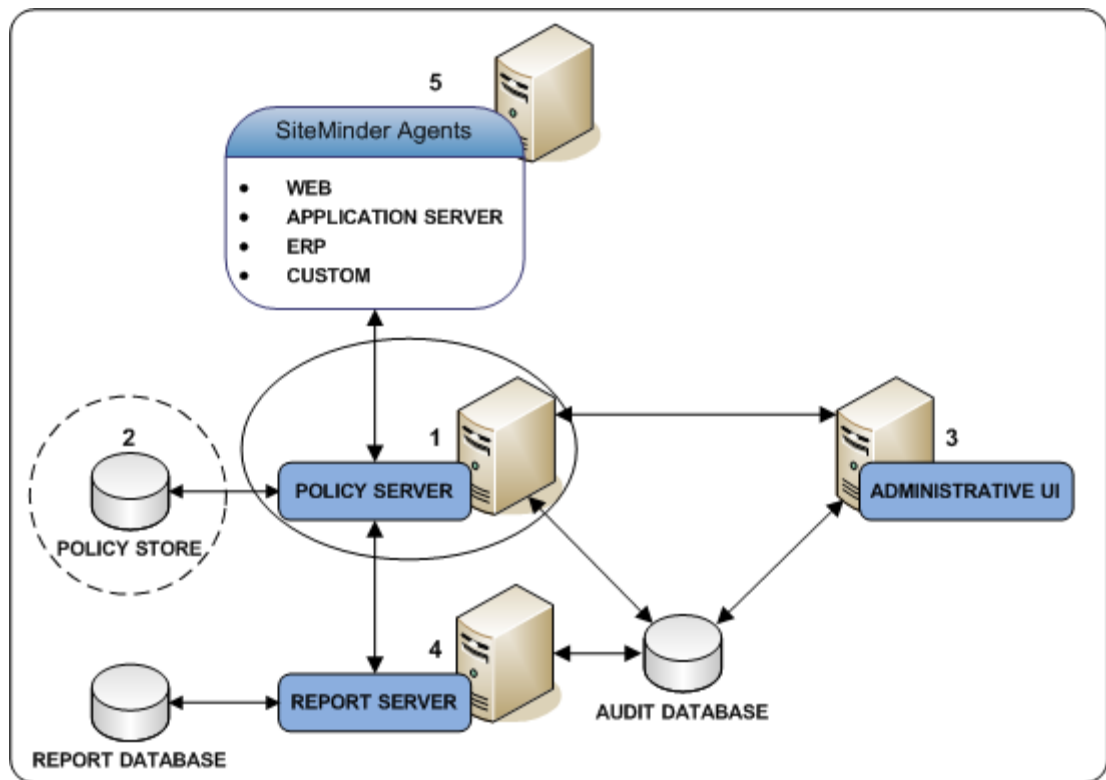 5
SiteMinder Agents
• WEB
• APPLICATION SERVER
• ERP
• CUSTOM
2
1
3
POLICY SERVER
ADMINISTRATIVE UI
POLICY STORE
4
REPORT SERVER
AUDIT DATABASE
REPORT DATABASE